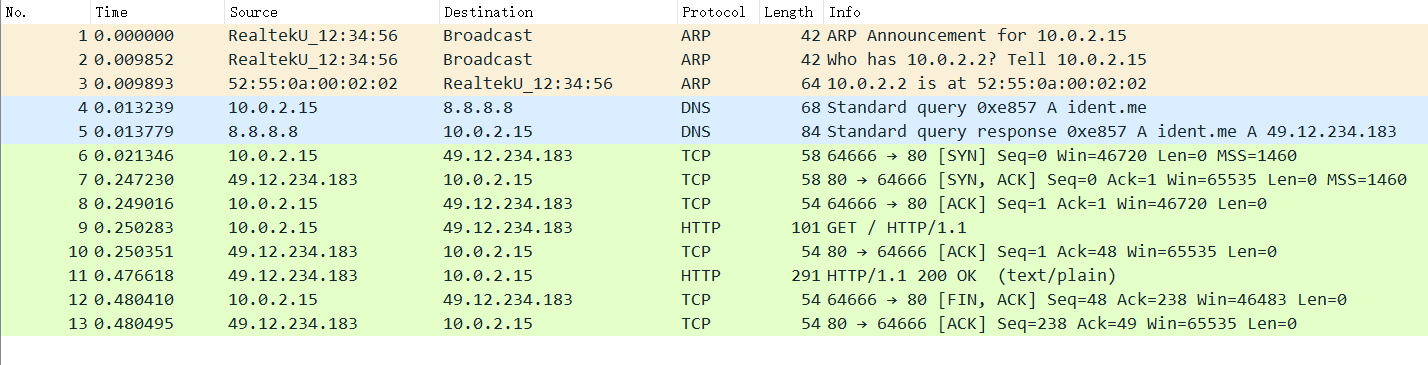 No. Time Source Destination Protocol Length Info
1 0.000000 RealtekU_12:34:56 Broadcast ARP 42 ARP Announcement for 10.0.2.15
2 0.009852 RealtekU_12:34:56 Broadcast ARP 42 Who has 10.0.2.2? Tell 10.0.2.15
3 0.009893 52:55:0a:00:02:02 RealtekU_12:34:56 ARP 64 10.0.2.2 is at 52:55:0a:00:02:02
4 0.013239 10.0.2.15 8.8.8.8 DNS 68 Standard query 0xe857 A ident.me
5 0.013779 8.8.8.8 10.0.2.15 DNS 84 Standard query response 0xe857 A ident.me A 49.12.234.183
6 0.021346 10.0.2.15 49.12.234.183 TCP 58 64666 → 80 [SYN] Seq=0 Win=46720 Len=0 MSS=1460
7 0.247230 49.12.234.183 10.0.2.15 TCP 58 80 → 64666 [SYN, ACK] Seq=0 Ack=1 Win=65535 Len=0 MSS=1460
8 0.249016 10.0.2.15 49.12.234.183 TCP 54 64666 → 80 [ACK] Seq=1 Ack=1 Win=46720 Len=0
9 0.250283 10.0.2.15 49.12.234.183 HTTP 101 GET / HTTP/1.1
10 0.250351 49.12.234.183 10.0.2.15 TCP 54 80 → 64666 [ACK] Seq=1 Ack=48 Win=65535 Len=0
11 0.476618 49.12.234.183 10.0.2.15 HTTP 291 HTTP/1.1 200 OK (text/plain)
12 0.480410 10.0.2.15 49.12.234.183 TCP 54 64666 → 80 [FIN, ACK] Seq=48 Ack=238 Win=46483 Len=0
13 0.480495 49.12.234.183 10.0.2.15 TCP 54 80 → 64666 [ACK] Seq=238 Ack=49 Win=65535 Len=0